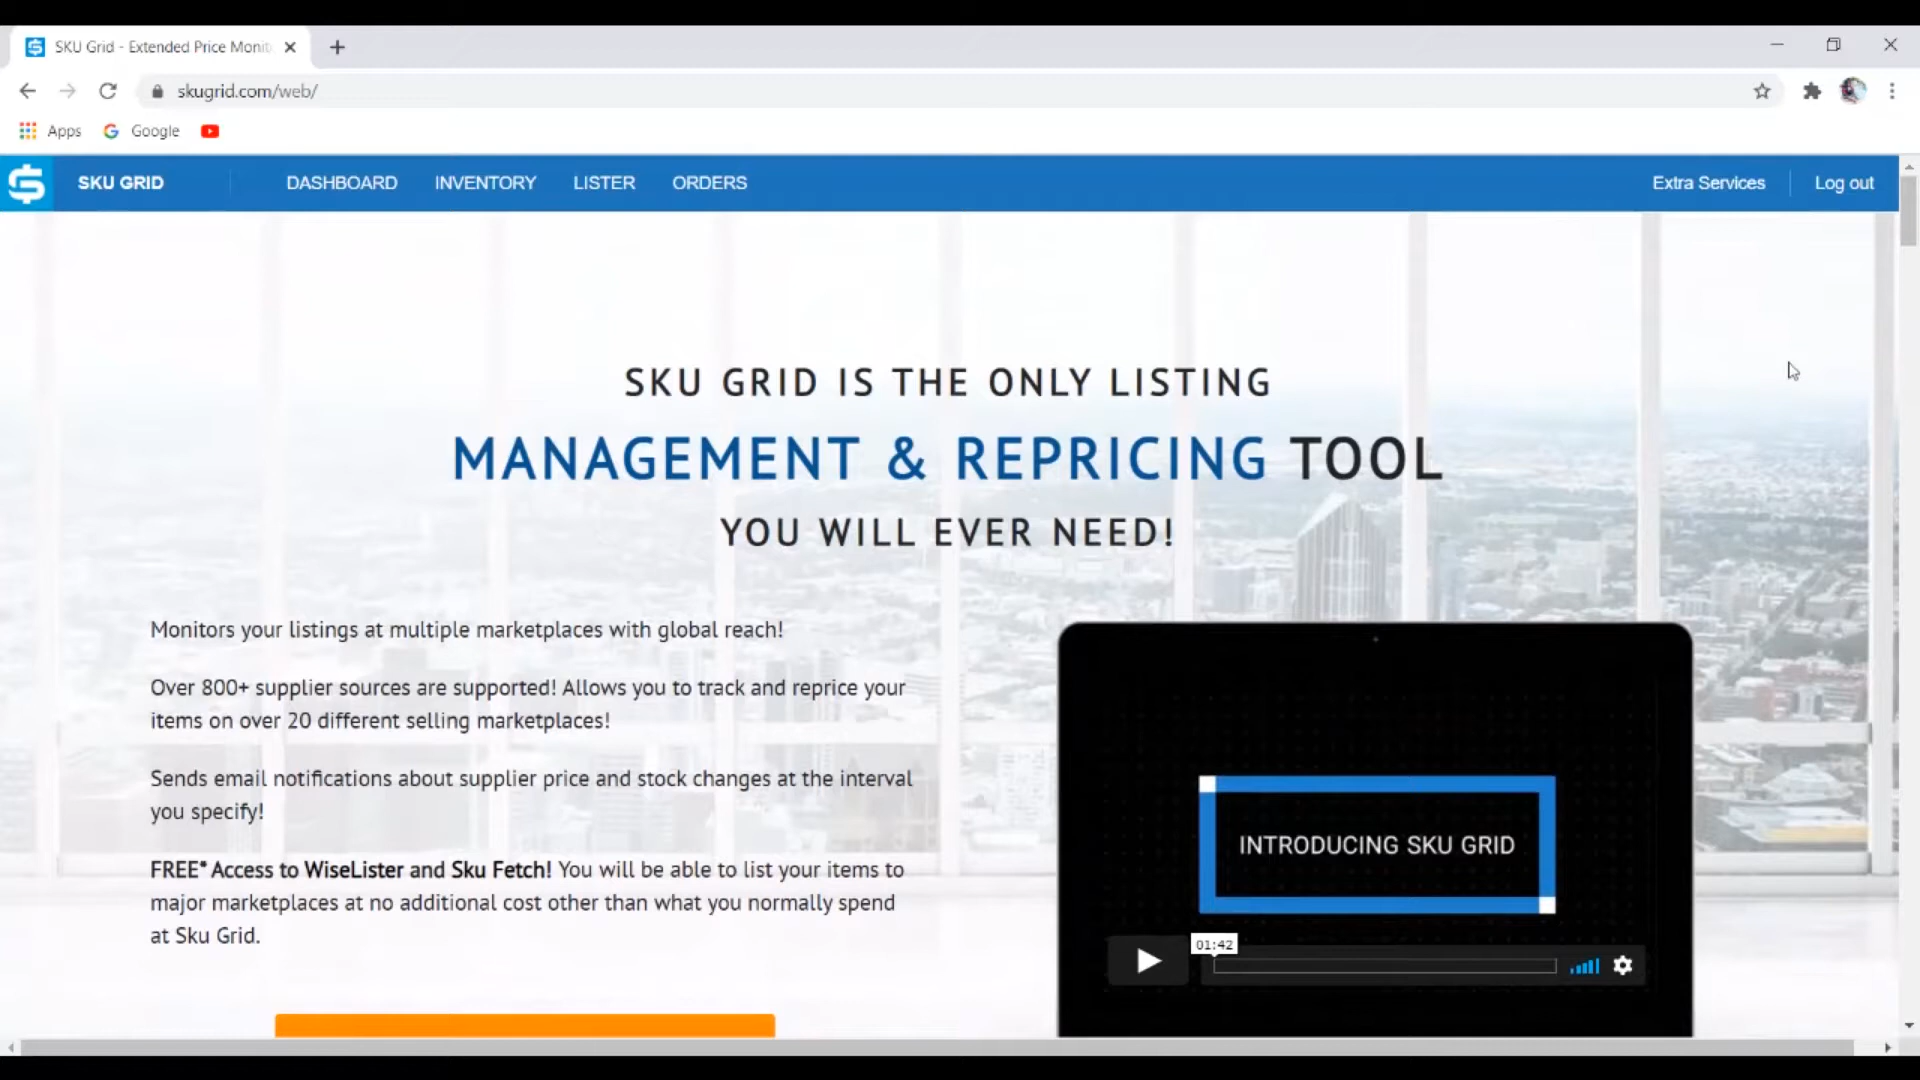 SKU Grid - Extended Price Monit
skugrid.com/web/
Apps Google
SKU GRID DASHBOARD INVENTORY LISTER ORDERS Extra Services Log out
SKU GRID IS THE ONLY LISTING
MANAGEMENT & REPRICING TOOL
YOU WILL EVER NEED!
Monitors your listings at multiple marketplaces with global reach!
Over 800+ supplier sources are supported! Allows you to track and reprice your
items on over 20 different selling marketplaces!
Sends email notifications about supplier price and stock changes at the interval
you specify!
FREE* Access to WiseLister and Sku Fetch! You will be able to list your items to
major marketplaces at no additional cost other than what you normally spend
at Sku Grid.
INTRODUCING SKU GRID
01:42